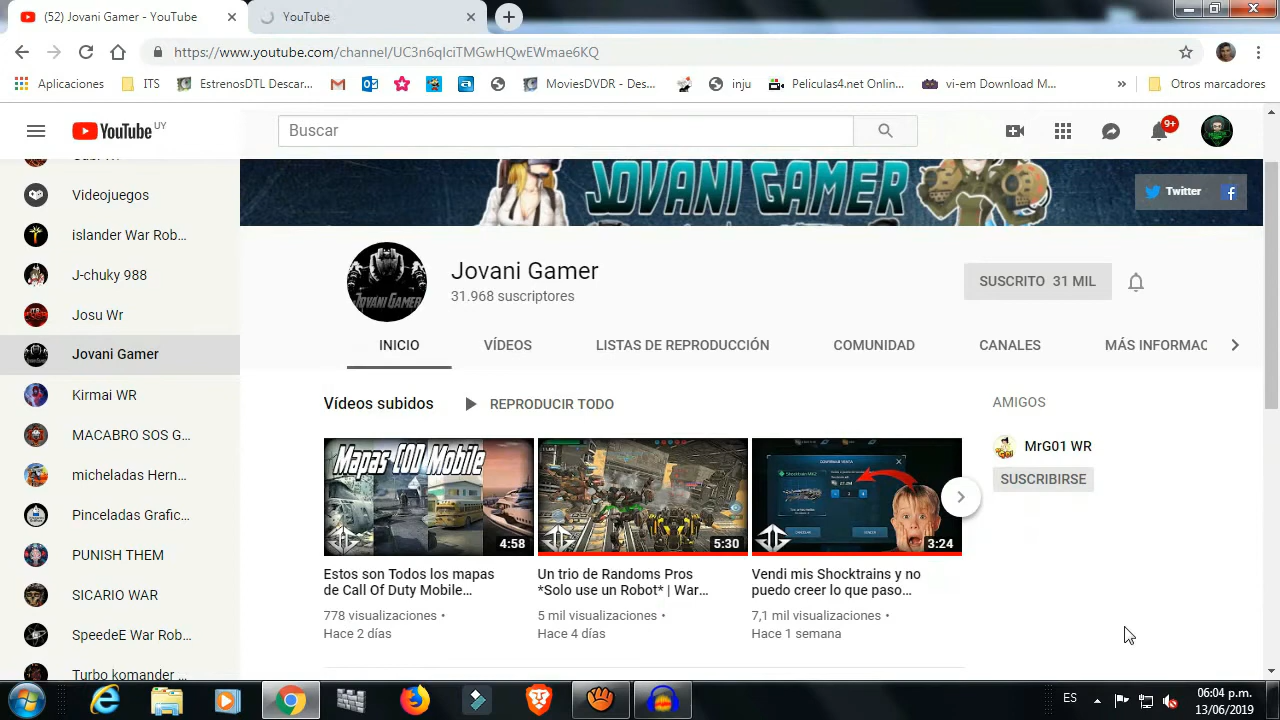 (52) Jovani Gamer - YouTube
YouTube
https://www.youtube.com/channel/UC3n6qIciTMGwHQwEWmae6KQ
Aplicaciones
ITS
EstrenosDTL Descar...
MoviesDVDR - Des...
inju
Peliculas4.net Onlin...
vi-em Download M...
»
Otros marcadores
YouTube UY
Buscar
9+
Videojuegos
islander War Rob...
J-chuky 988
Josu Wr
Jovani Gamer
Kirmai WR
MACABRO SOS G...
micheladas Hern...
Pinceladas Grafic...
PUNISH THEM
SICARIO WAR
SpeedeE War Rob...
Turbo komander ...
JOVANI GAMER
Twitter
JOVANI GAMER
Jovani Gamer
31.968 suscriptores
SUSCRITO 31 MIL
INICIO
VÍDEOS
LISTAS DE REPRODUCCIÓN
COMUNIDAD
CANALES
MÁS INFORMAC
Vídeos subidos
REPRODUCIR TODO
Mapas COD Mobile
4:58
5:30
CONFIRMAR VENTA
3:24
Estos son Todos los mapas
de Call Of Duty Mobile...
778 visualizaciones •
Hace 2 días
Un trio de Randoms Pros
*Solo use un Robot* | War...
5 mil visualizaciones •
Hace 4 días
Vendi mis Shocktrains y no
puedo creer lo que paso...
7,1 mil visualizaciones •
Hace 1 semana
AMIGOS
MrG01 WR
SUSCRIBIRSE
ES
06:04 p.m.
13/06/2019